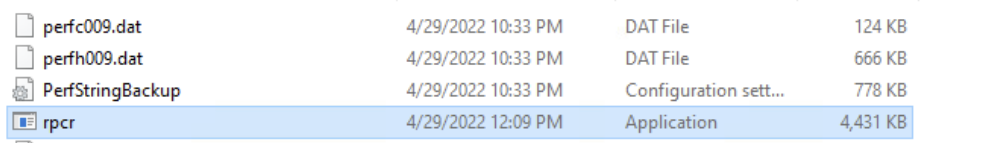 perfc009.dat 4/29/2022 10:33 PM DAT File 124 KB
perfh009.dat 4/29/2022 10:33 PM DAT File 666 KB
PerfStringBackup 4/29/2022 10:33 PM Configuration sett... 778 KB
rpcr 4/29/2022 12:09 PM Application 4,431 KB